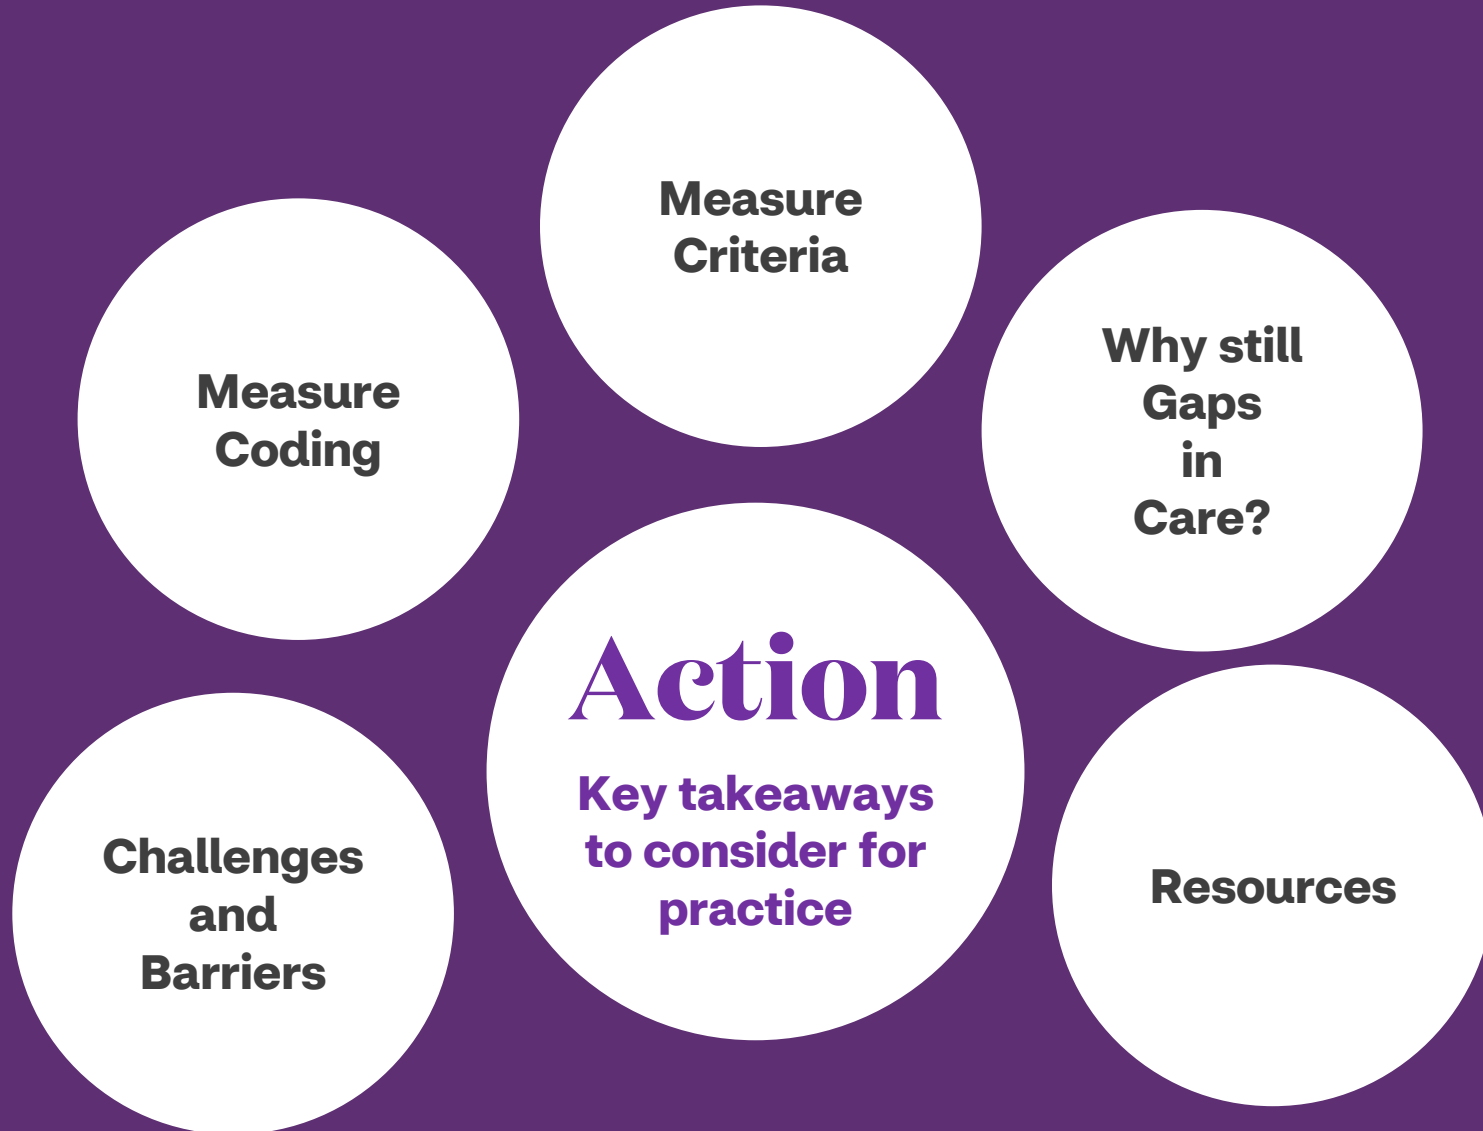 Measure
Criteria
Measure
Coding
Why still
Gaps
in
Care?
Action
Key takeaways
to consider for
practice
Challenges
and
Barriers
Resources